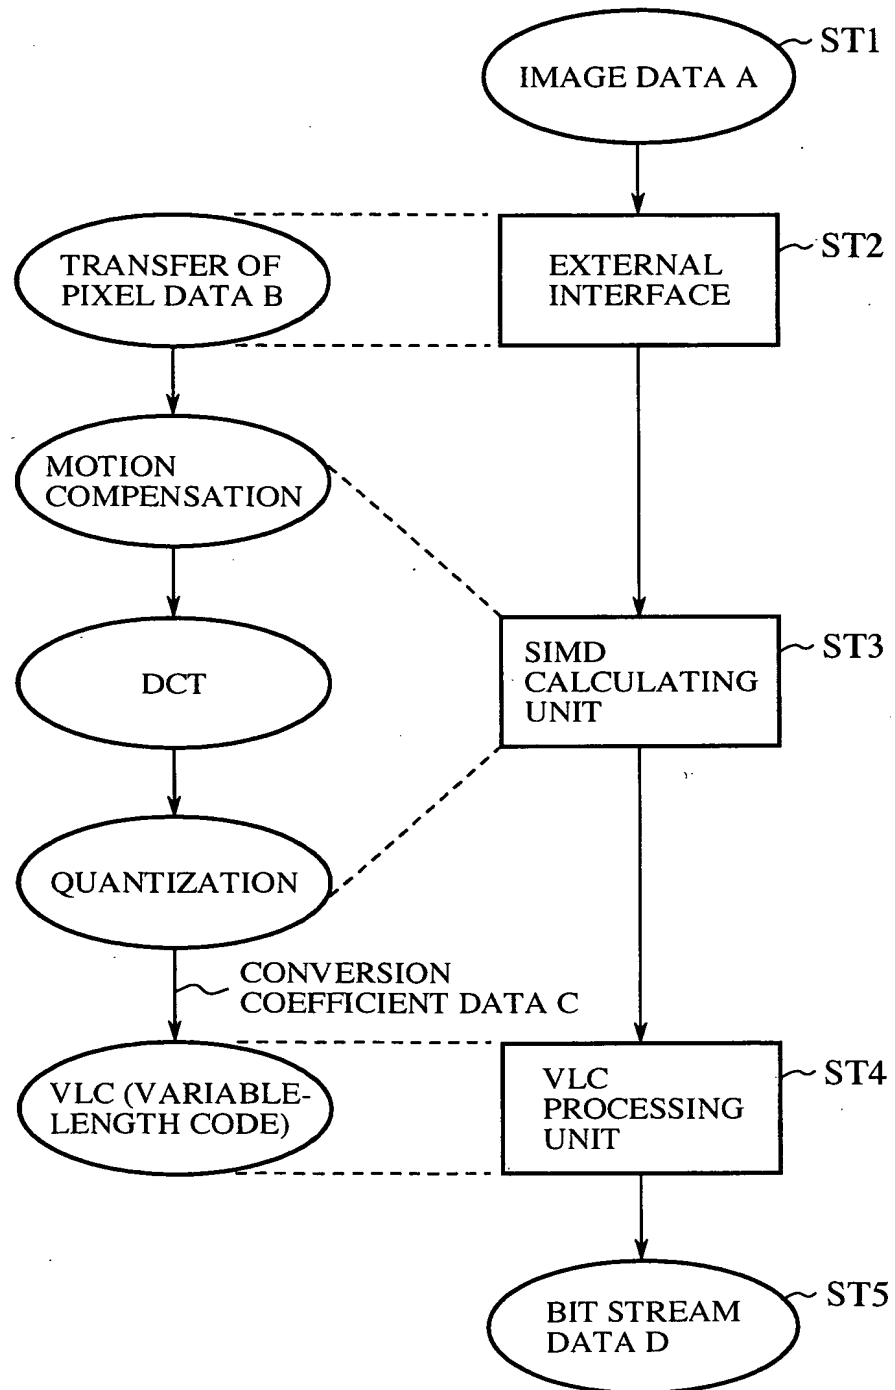 ST1
IMAGE DATA A
ST2
TRANSFER OF
PIXEL DATA B
EXTERNAL
INTERFACE
MOTION
COMPENSATION
ST3
SIMD
CALCULATING
UNIT
DCT
QUANTIZATION
CONVERSION
COEFFICIENT DATA C
ST4
VLC (VARIABLE-
LENGTH CODE)
VLC
PROCESSING
UNIT
ST5
BIT STREAM
DATA D